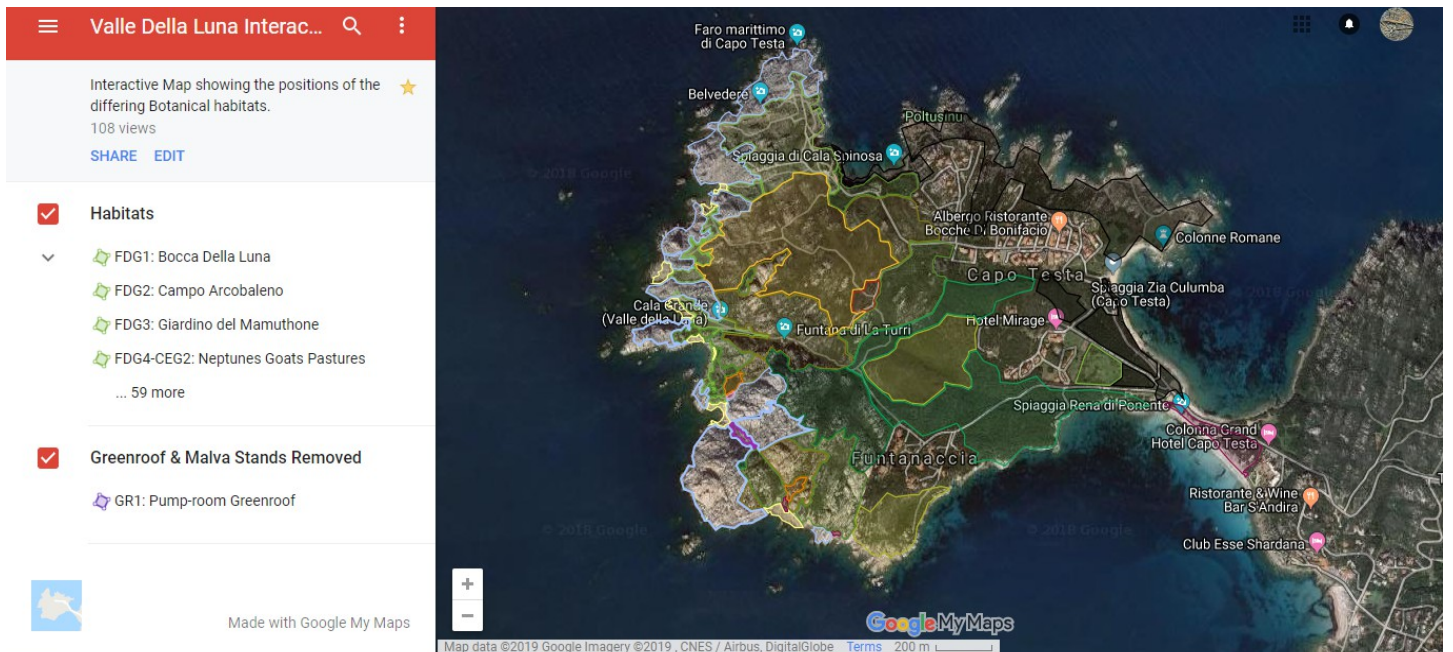 Valle Della Luna Interac...
Interactive Map showing the positions of the
differing Botanical habitats.
108 views
SHARE EDIT
Habitats
FDG1: Bocca Della Luna
FDG2: Campo Arcobaleno
FDG3: Giardino del Mamuthone
FDG4-CEG2: Neptunes Goats Pastures
... 59 more
Greenroof & Malva Stands Removed
GR1: Pump-room Greenroof
Made with Google My Maps
Faro marittimo
di Capo Testa
Belvedere
Poltusinu
Spiaggia di Cala Spinosa
© 2018 Google
Albergo Ristorante
Bocche Di Bonifacio
Colonne Romane
Capo Testa
Spiaggia Zia Culumba
(Capo Testa)
Cala Grande
(Valle della Luna)
Funtana di La Turri
Hotel Mirage
Spiaggia Rena di Ponente
Colonna Grand
Hotel Capo Testa
Funtanaccia
Ristorante & Wine
Bar S'Andira
© 2018 Google
© 2018 Google
Club Esse Shardana
+
−
Google My Maps
Map data ©2019 Google Imagery ©2019 , CNES / Airbus, DigitalGlobe Terms 200 m